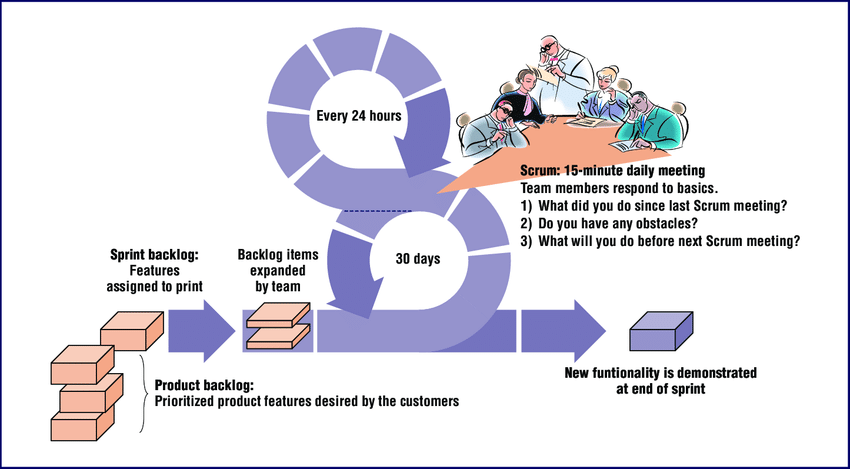 Every 24 hours
Scrum: 15-minute daily meeting
Team members respond to basics.
1) What did you do since last Scrum meeting?
2) Do you have any obstacles?
3) What will you do before next Scrum meeting?
30 days
Sprint backlog:
Features
assigned to print
Backlog items
expanded
by team
New funtionality is demonstrated
at end of sprint
Product backlog:
Prioritized product features desired by the customers